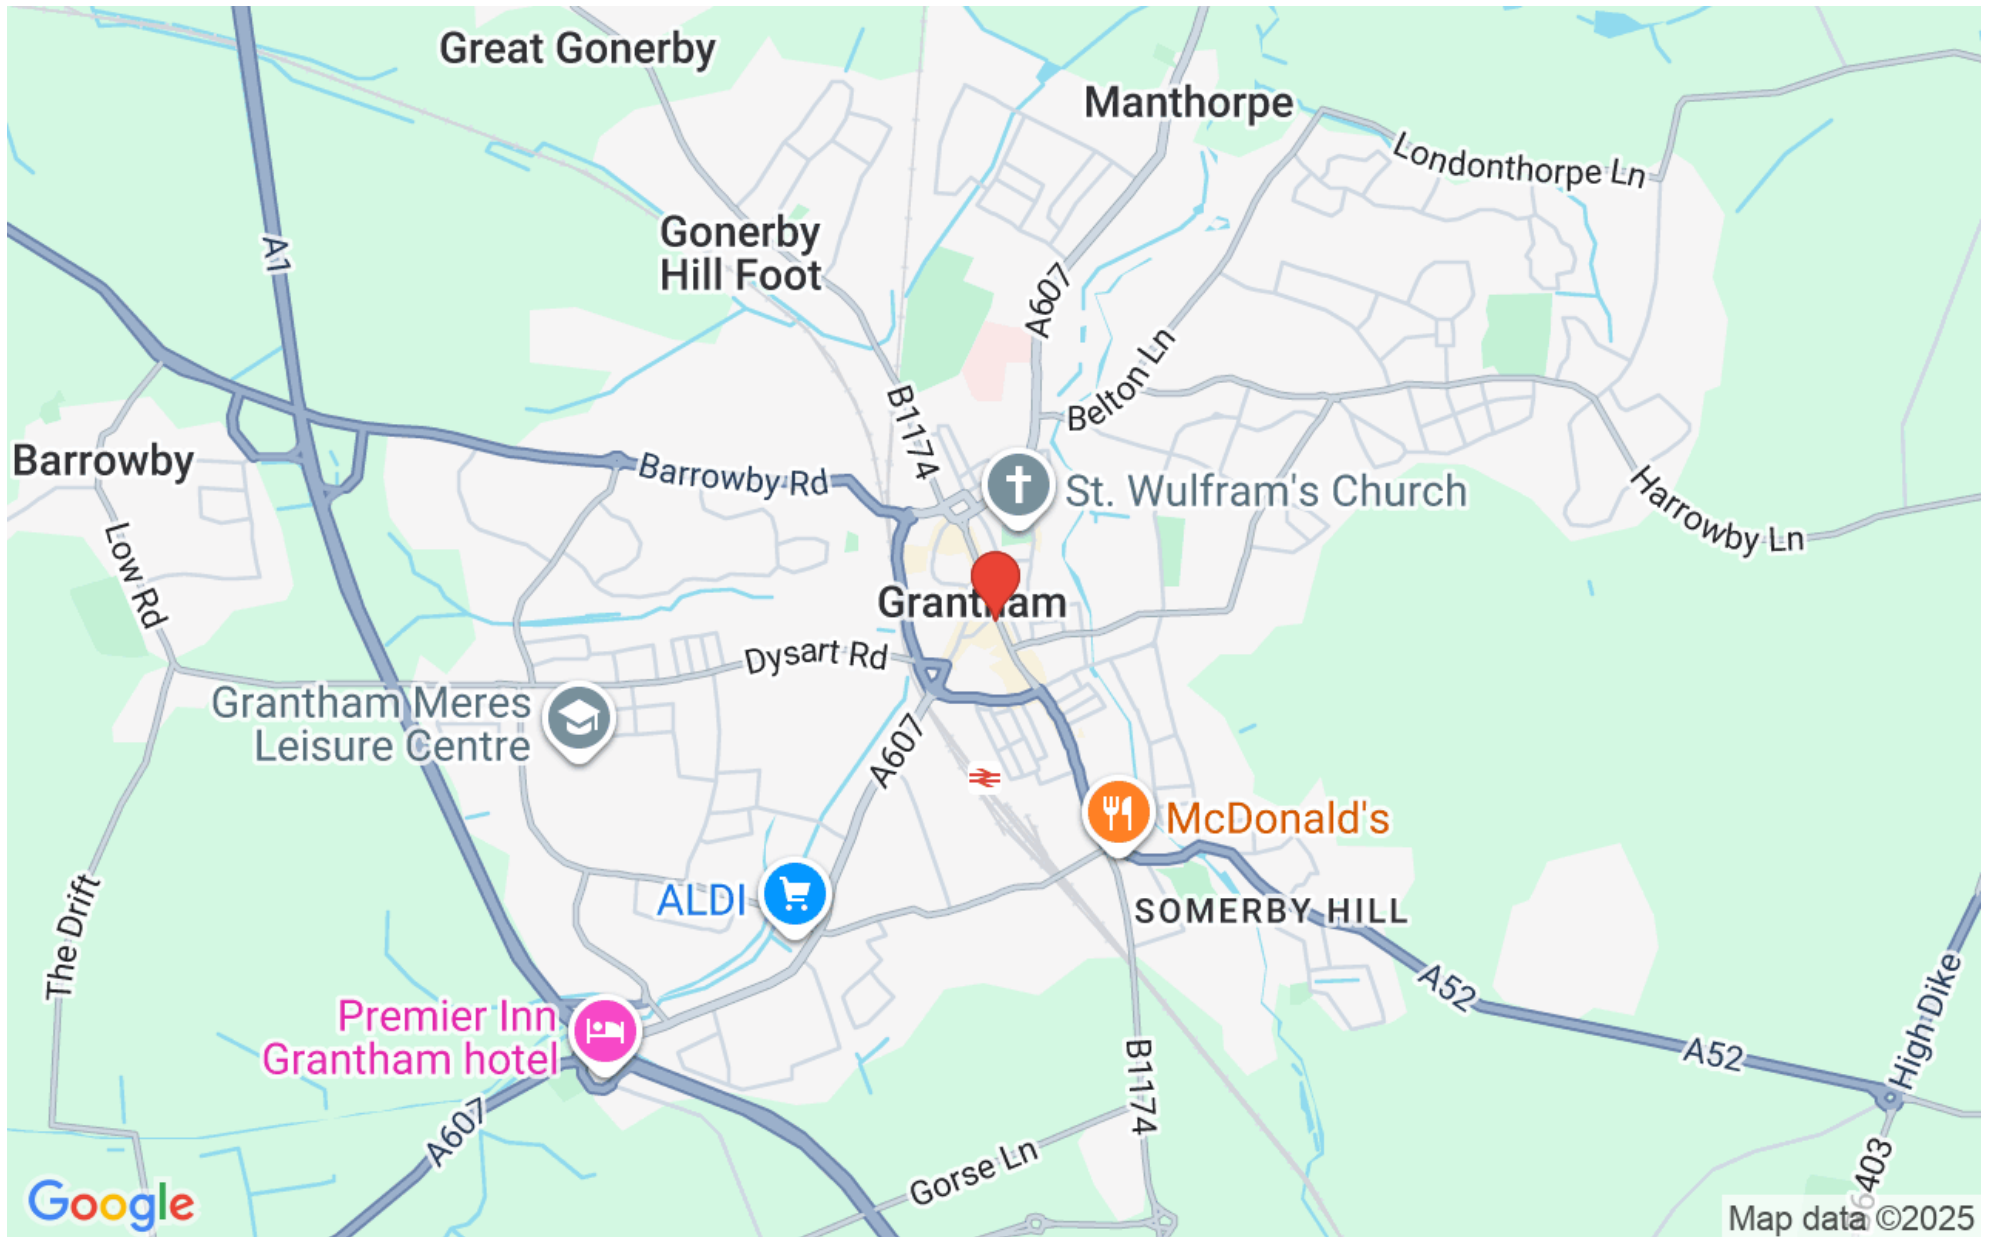 Great Gonerby
Manthorpe
Londonthorpe Ln
Gonerby
Hill Foot
A1
A607
Belton Ln
B1174
Barrowby
Barrowby Rd
St. Wulfram's Church
Harrowby Ln
Low Rd
Grantham
Dysart Rd
Grantham Meres
Leisure Centre
A607
McDonald's
ALDI
SOMERBY HILL
The Drift
A52
High Dike
Premier Inn
Grantham hotel
A52
B1174
A607
Gorse Ln
Google
6403
Map data ©2025